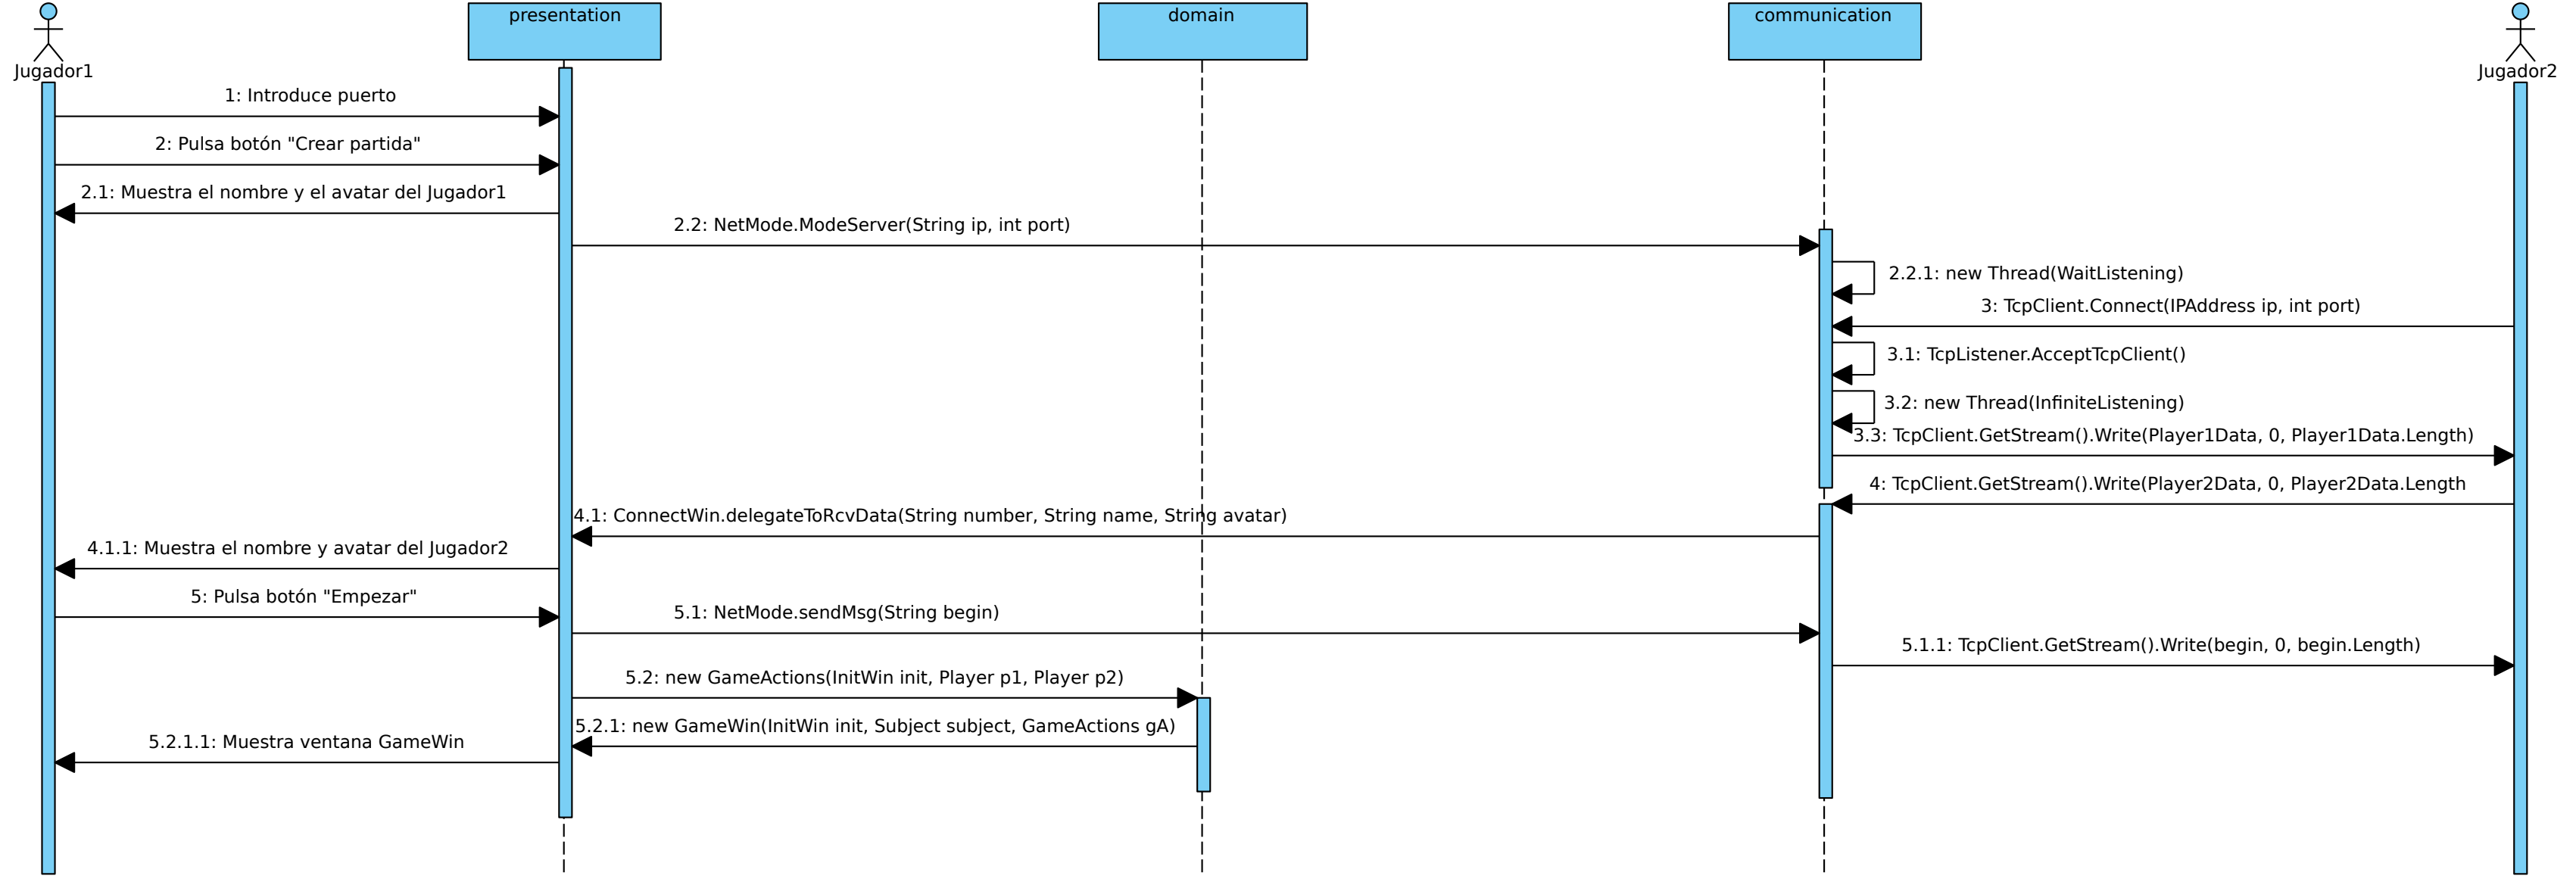 presentation
domain
communication
Jugador1
Jugador2
1: Introduce puerto
2: Pulsa botón "Crear partida"
2.1: Muestra el nombre y el avatar del Jugador1
2.2: NetMode.ModeServer(String ip, int port)
2.2.1: new Thread(WaitListening)
3: TcpClient.Connect(IPAddress ip, int port)
3.1: TcpListener.AcceptTcpClient()
3.2: new Thread(InfiniteListening)
3.3: TcpClient.GetStream().Write(Player1Data, 0, Player1Data.Length)
4: TcpClient.GetStream().Write(Player2Data, 0, Player2Data.Length
4.1: ConnectWin.delegateToRcvData(String number, String name, String avatar)
4.1.1: Muestra el nombre y avatar del Jugador2
5: Pulsa botón "Empezar"
5.1: NetMode.sendMsg(String begin)
5.1.1: TcpClient.GetStream().Write(begin, 0, begin.Length)
5.2: new GameActions(InitWin init, Player p1, Player p2)
5.2.1: new GameWin(InitWin init, Subject subject, GameActions gA)
5.2.1.1: Muestra ventana GameWin